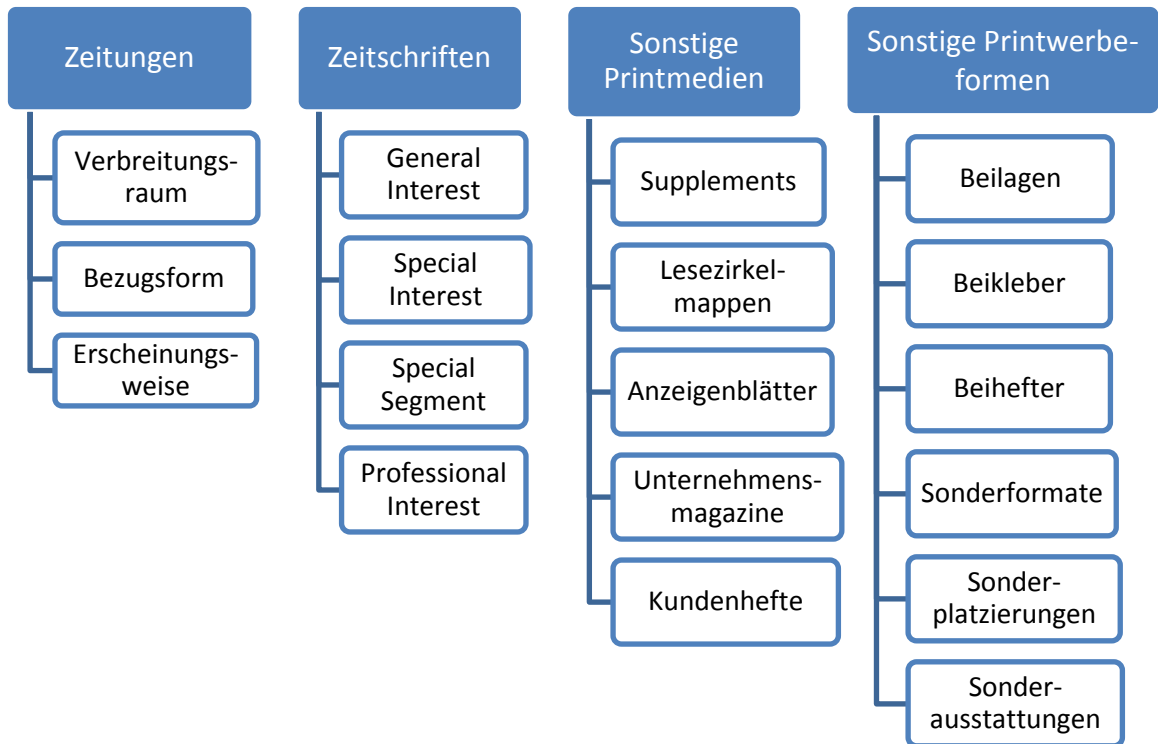 Zeitungen
Verbreitungs-
raum
Bezugsform
Erscheinungs-
weise
Zeitschriften
General
Interest
Special
Interest
Special
Segment
Professional
Interest
Sonstige
Printmedien
Supplements
Lesezirkel-
mappen
Anzeigenblätter
Unternehmens-
magazine
Kundenhefte
Sonstige Printwerbe-
formen
Beilagen
Beikleber
Beihefter
Sonderformate
Sonder-
platzierungen
Sonder-
ausstattungen